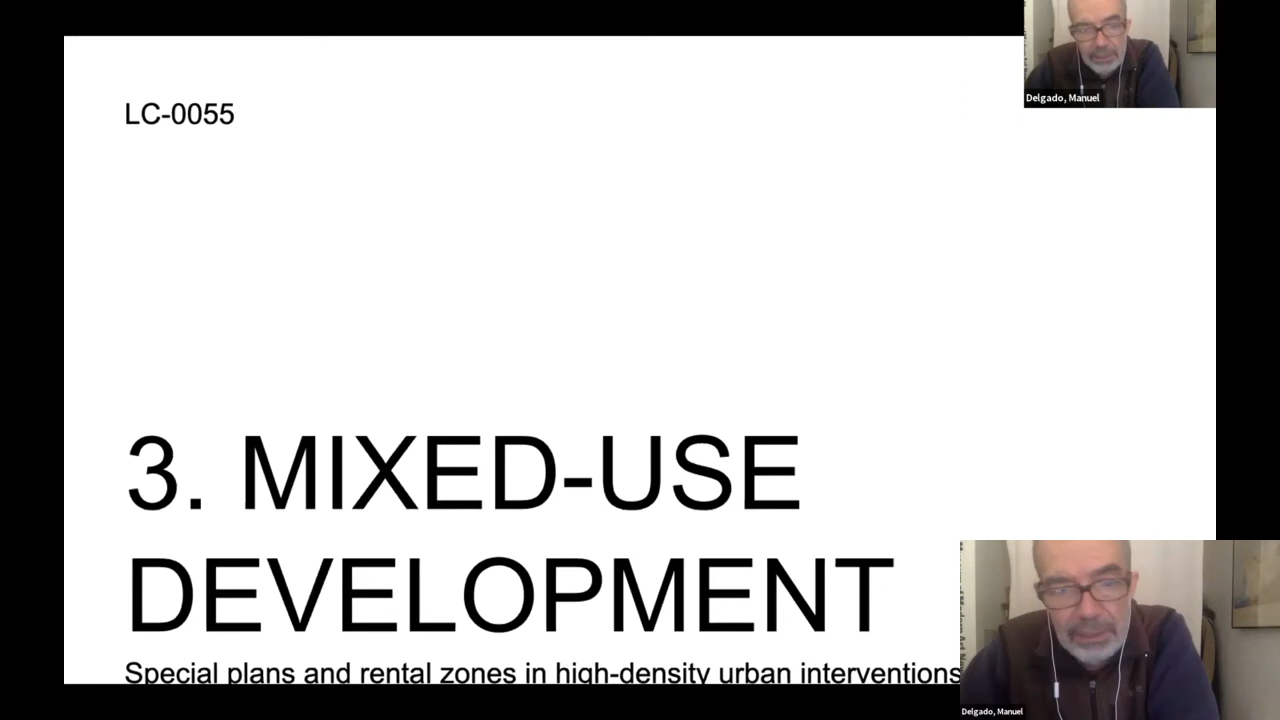 LC-0055
Delgado, Manuel
3. MIXED-USE
DEVELOPMENT
Special plans and rental zones in high-density urban interventions
Delgado, Manuel